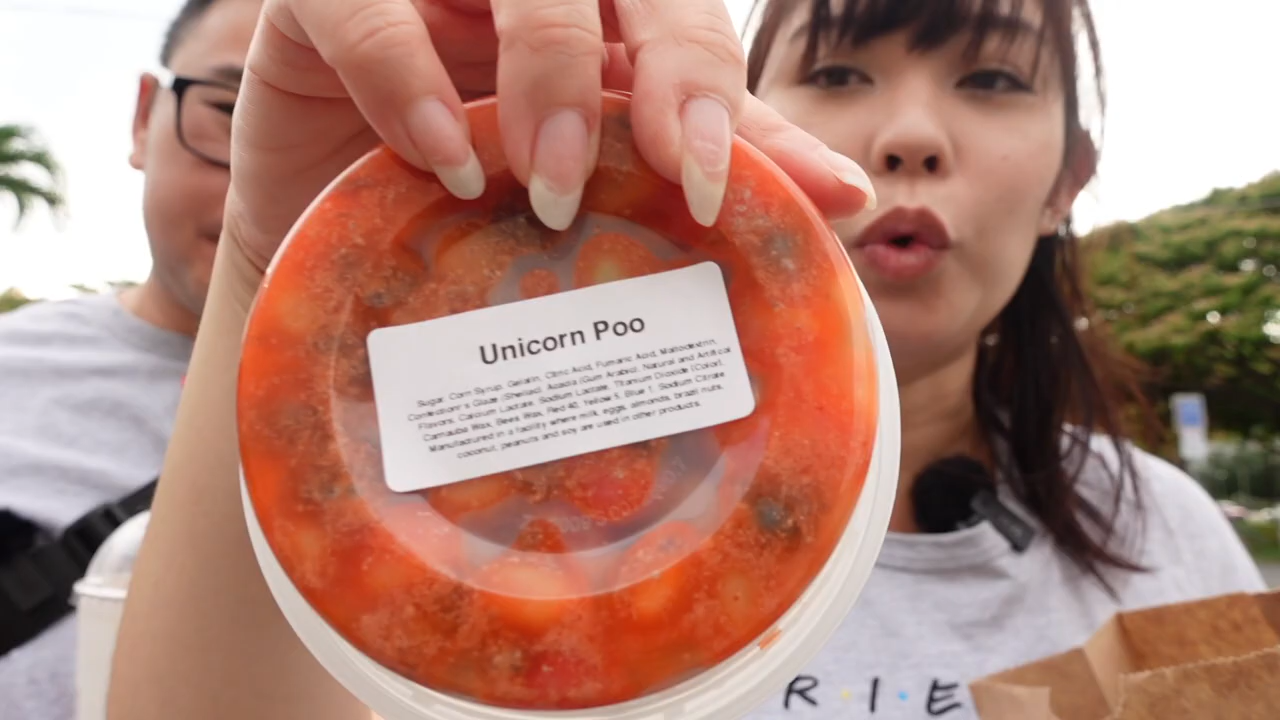 Unicorn Poo
Sugar, Corn Syrup, Gelatin, Citric Acid, Fumaric Acid, Maltodextrin,
Confectioner's Glaze (Shellac), Acacia (Gum Arabic), Natural and Artificial
Flavors, Calcium Lactate, Sodium Lactate, Titanium Dioxide (Color),
Carnauba Wax, Bees Wax, Red 40, Yellow 5, Blue 1, Sodium Citrate
Manufactured in a facility where milk, eggs, almonds, brazil nuts,
coconut, peanuts and soy are used in other products.
R·I·E